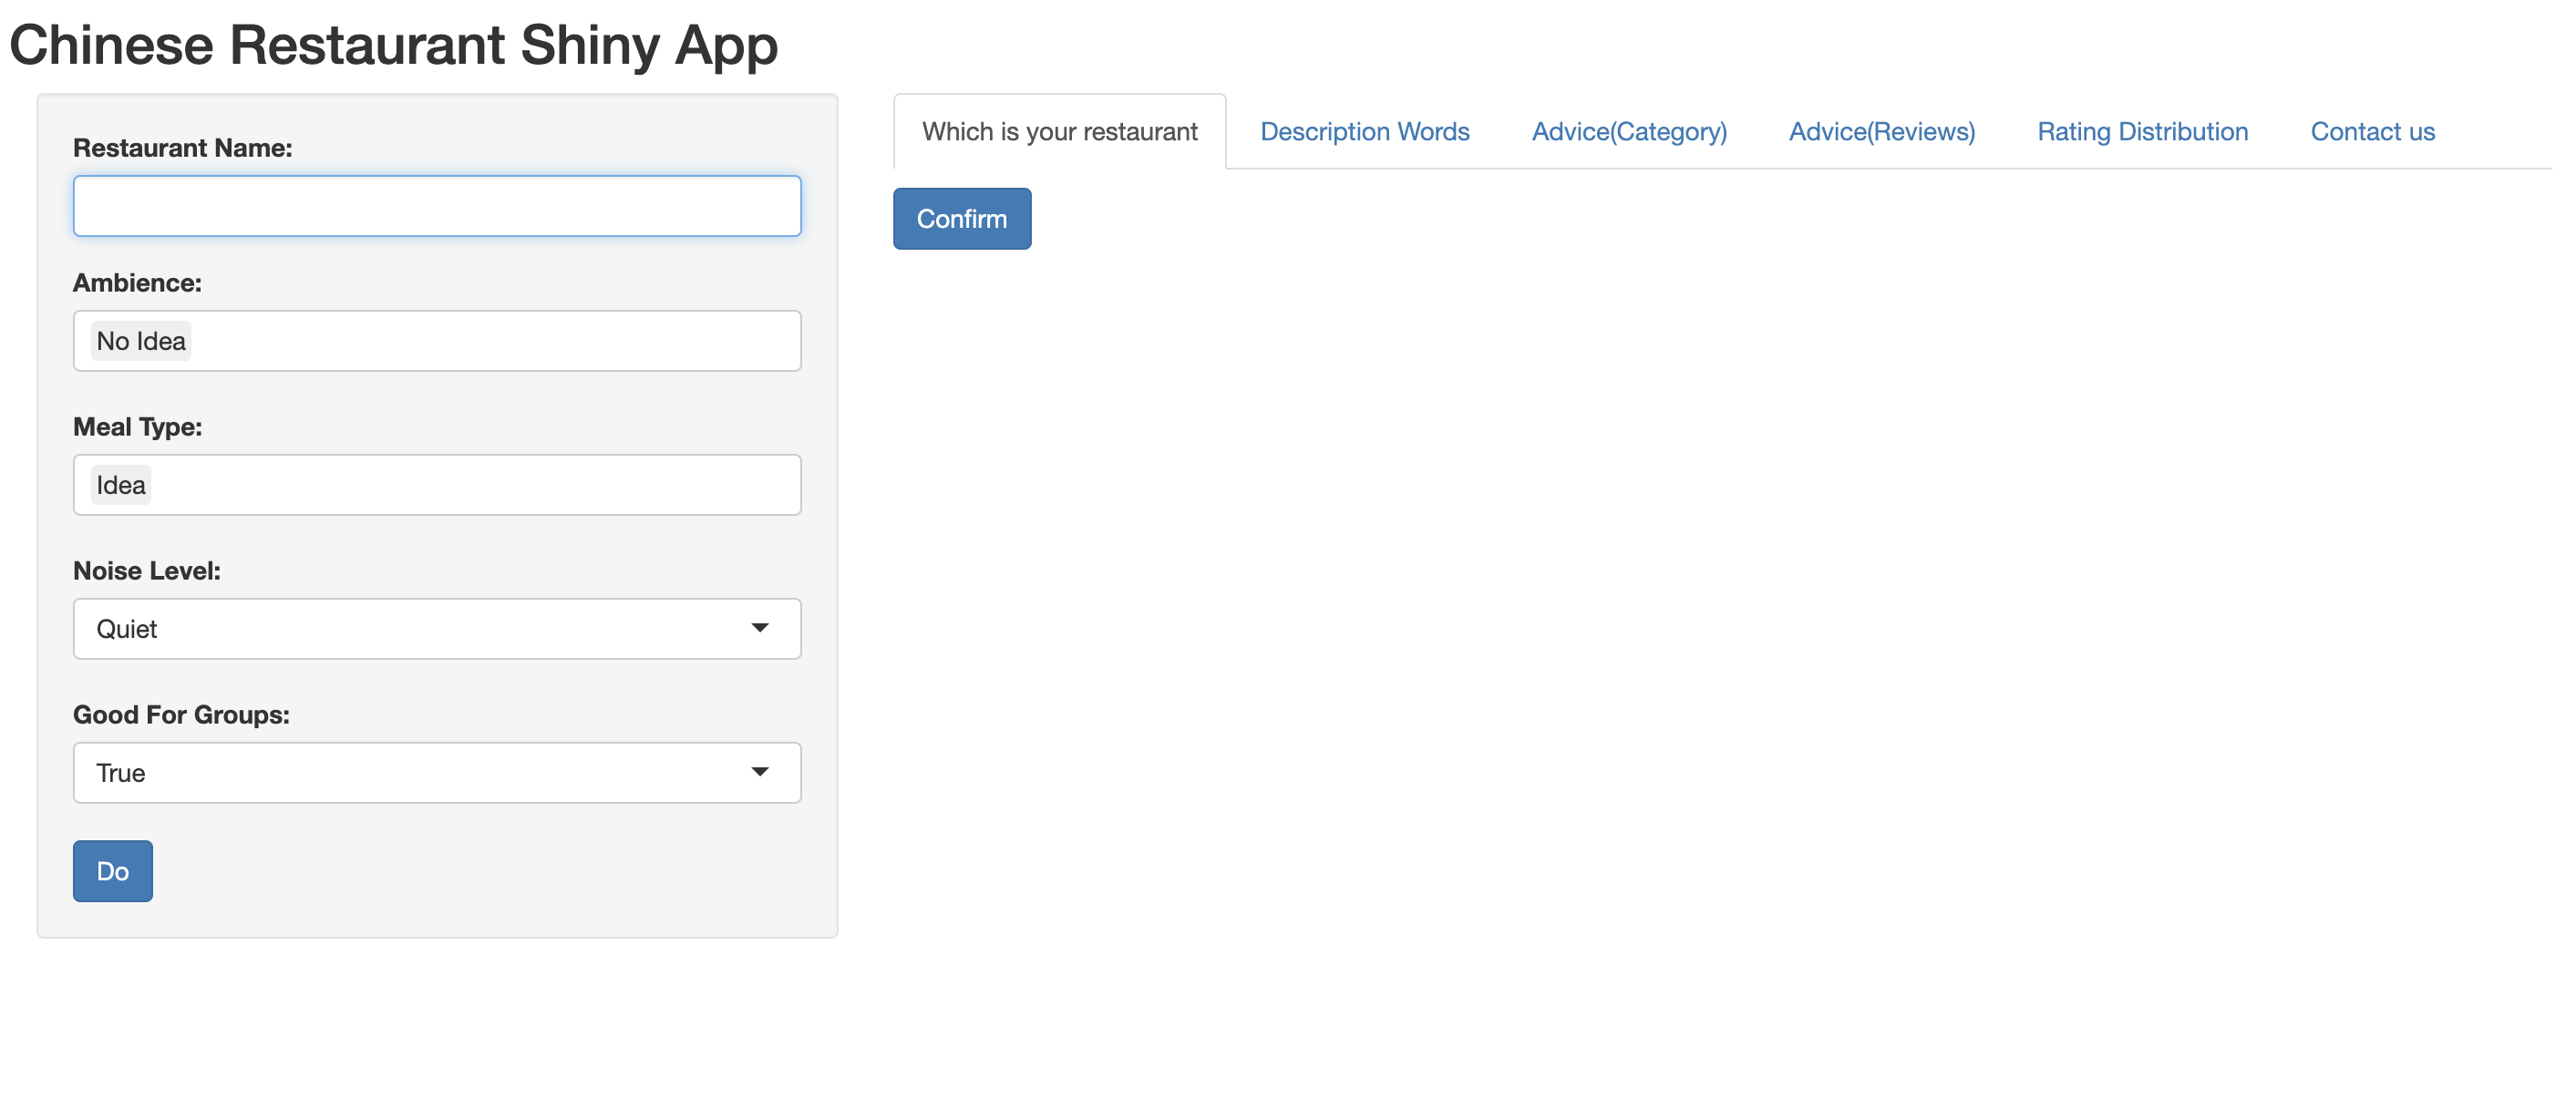 Chinese Restaurant Shiny App
Restaurant Name:
Ambience:
No Idea
Meal Type:
Idea
Noise Level:
Quiet
Good For Groups:
True
Do
Which is your restaurant Description Words Advice(Category) Advice(Reviews) Rating Distribution Contact us
Confirm